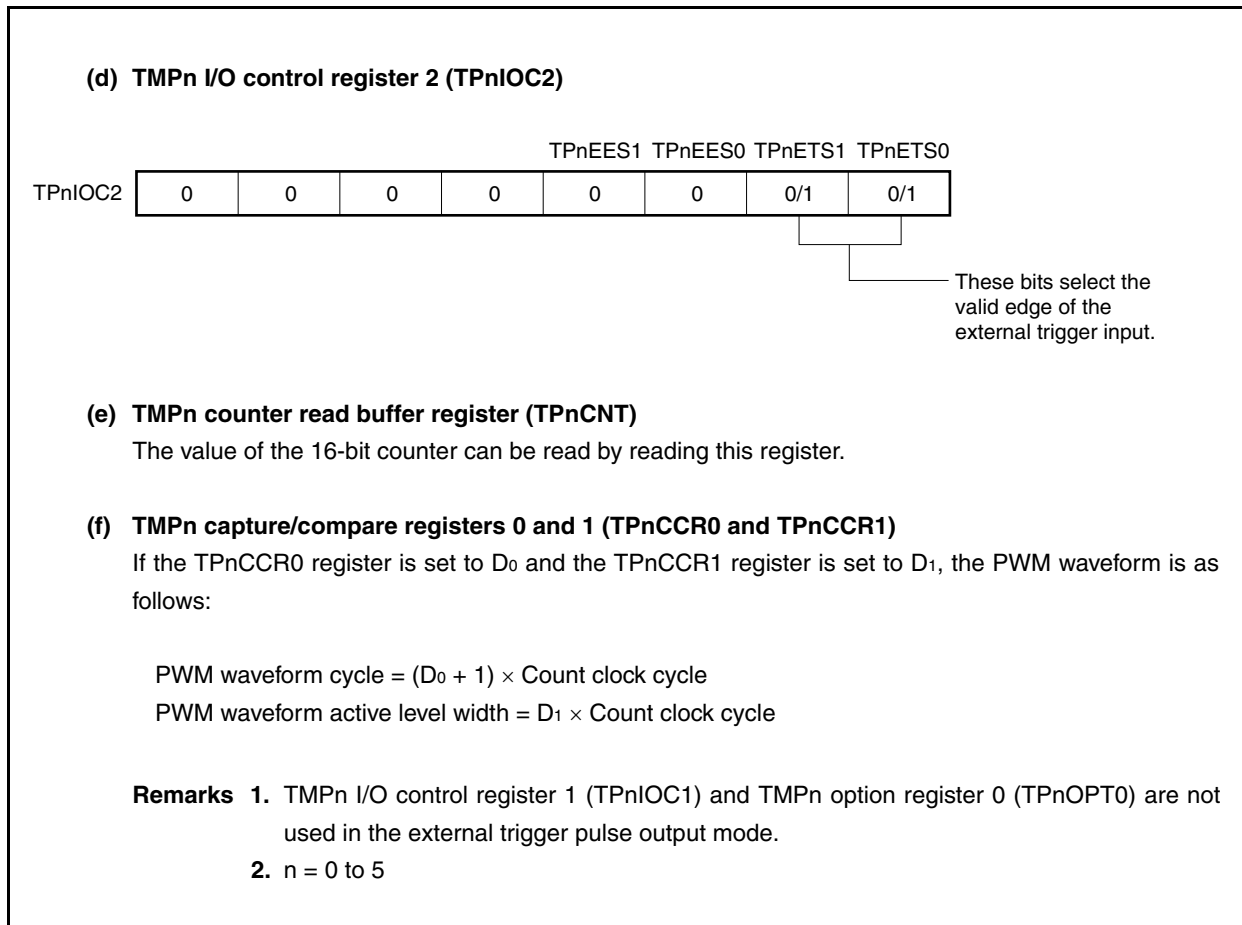 (d) TMPn I/O control register 2 (TPnIOC2)
TPnEES1 TPnEES0 TPnETS1 TPnETS0
TPnIOC2 0 0 0 0 0 0 0/1 0/1
These bits select the
valid edge of the
external trigger input.
(e) TMPn counter read buffer register (TPnCNT)
The value of the 16-bit counter can be read by reading this register.
(f) TMPn capture/compare registers 0 and 1 (TPnCCR0 and TPnCCR1)
If the TPnCCR0 register is set to D0 and the TPnCCR1 register is set to D1, the PWM waveform is as
follows:
PWM waveform cycle = (D0 + 1) × Count clock cycle
PWM waveform active level width = D1 × Count clock cycle
Remarks 1. TMPn I/O control register 1 (TPnIOC1) and TMPn option register 0 (TPnOPT0) are not
used in the external trigger pulse output mode.
2. n = 0 to 5